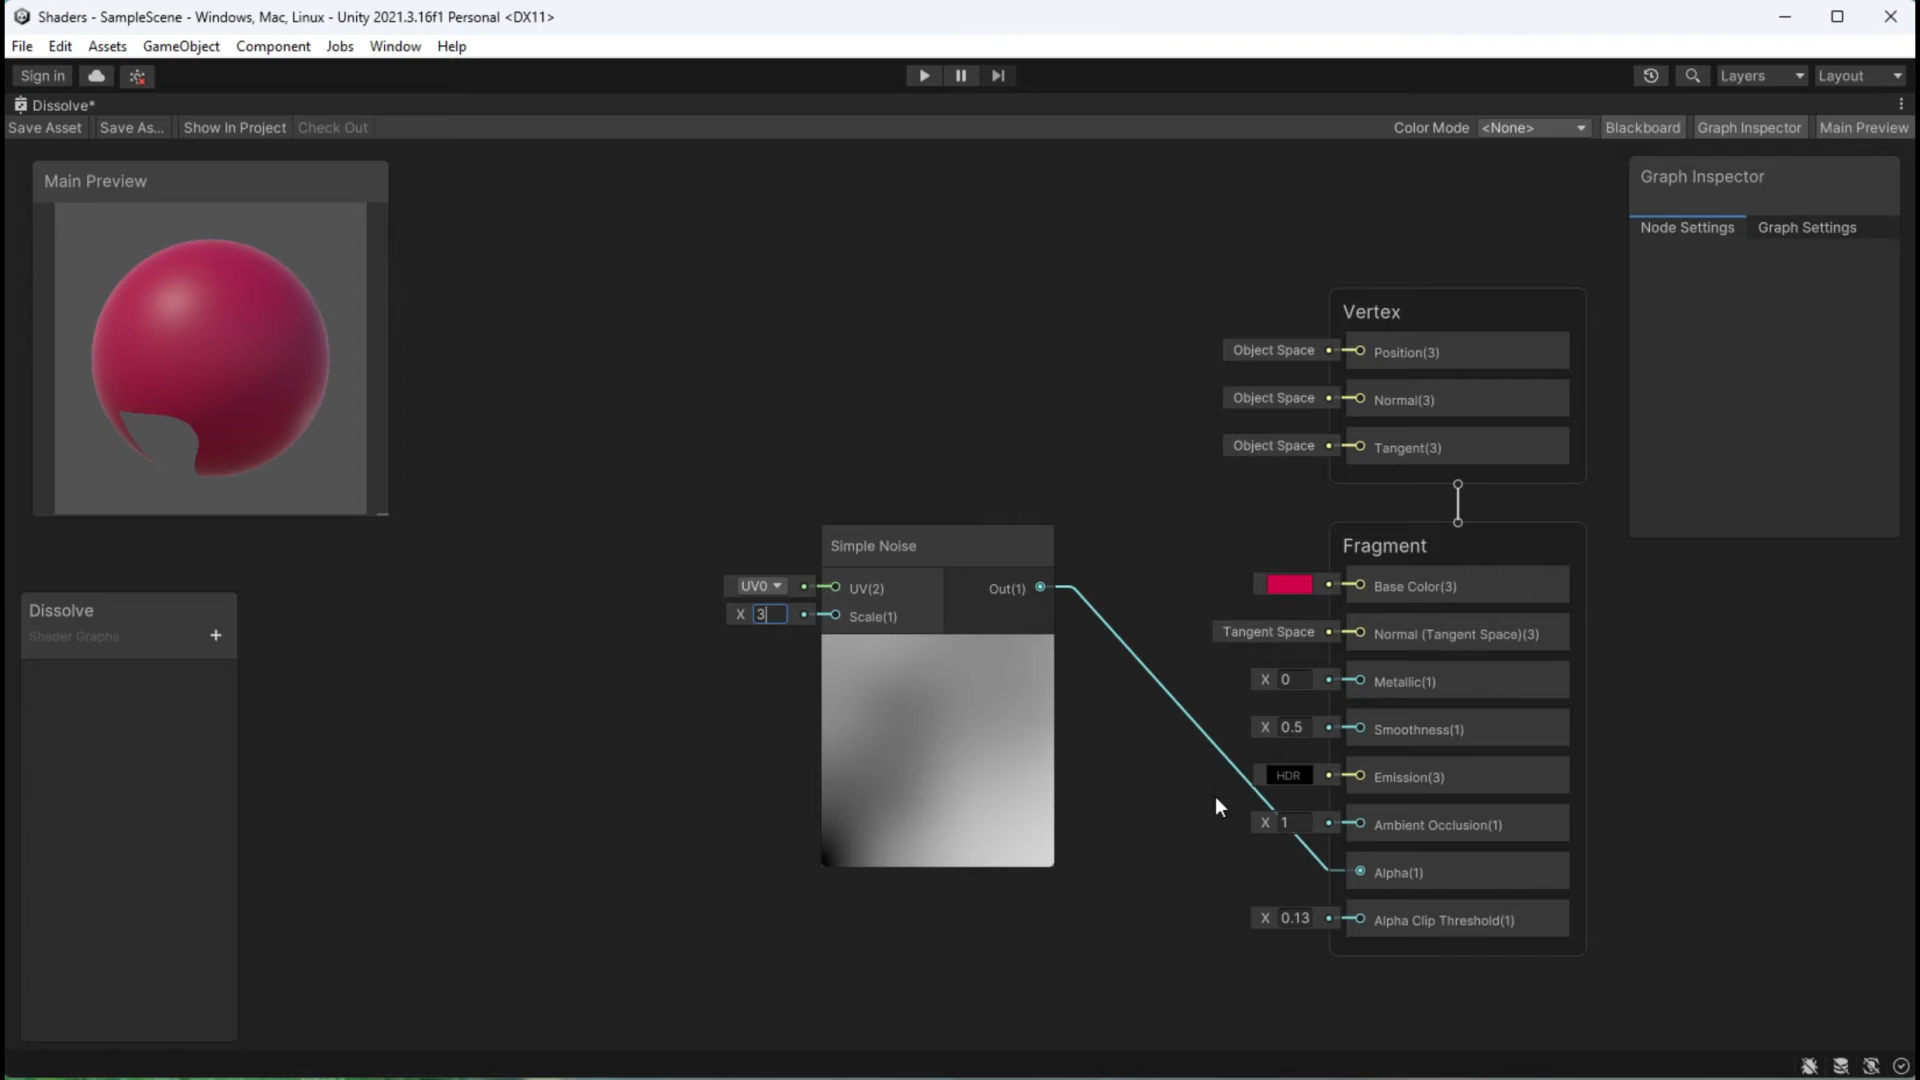 Shaders - SampleScene - Windows, Mac, Linux - Unity 2021.3.16f1 Personal <DX11>
File Edit Assets GameObject Component Jobs Window Help
Sign in Layers Layout
Dissolve*
Save Asset Save As... Show In Project Check Out Color Mode <None> Blackboard Graph Inspector Main Preview
Main Preview
Graph Inspector
Node Settings Graph Settings
Vertex
Object Space Position(3)
Object Space Normal(3)
Object Space Tangent(3)
Simple Noise
UV0 UV(2) Out(1)
X 3 Scale(1)
Fragment
Base Color(3)
Tangent Space Normal (Tangent Space)(3)
X 0 Metallic(1)
X 0.5 Smoothness(1)
HDR Emission(3)
X 1 Ambient Occlusion(1)
Alpha(1)
X 0.13 Alpha Clip Threshold(1)
Dissolve
Shader Graphs +